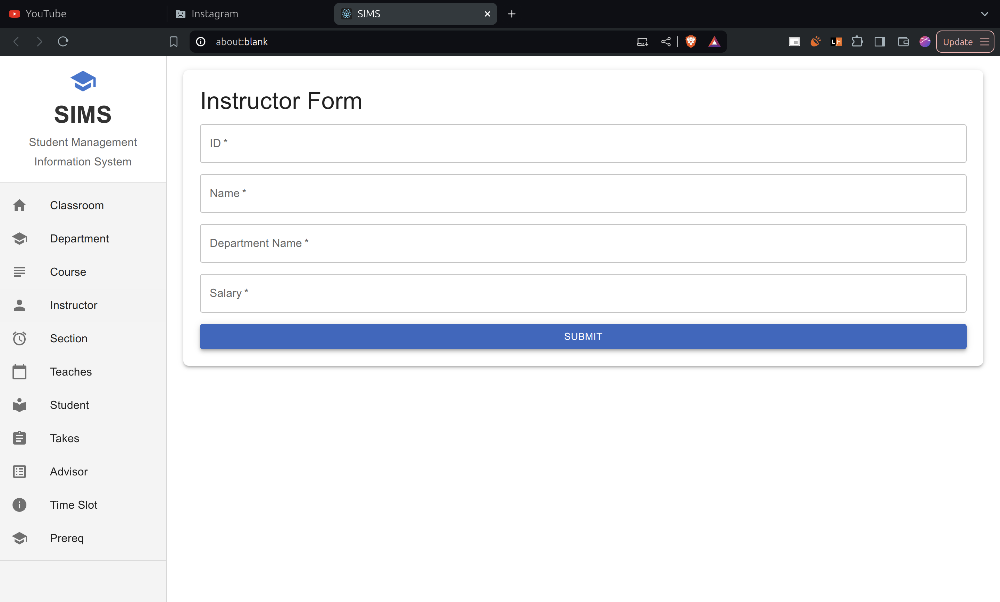 YouTube
Instagram
SIMS
about:blank
L.H
Update
SIMS
Student Management
Information System
Classroom
Department
Course
Instructor
Section
Teaches
Student
Takes
Advisor
Time Slot
Prereq
Instructor Form
ID *
Name *
Department Name *
Salary *
SUBMIT